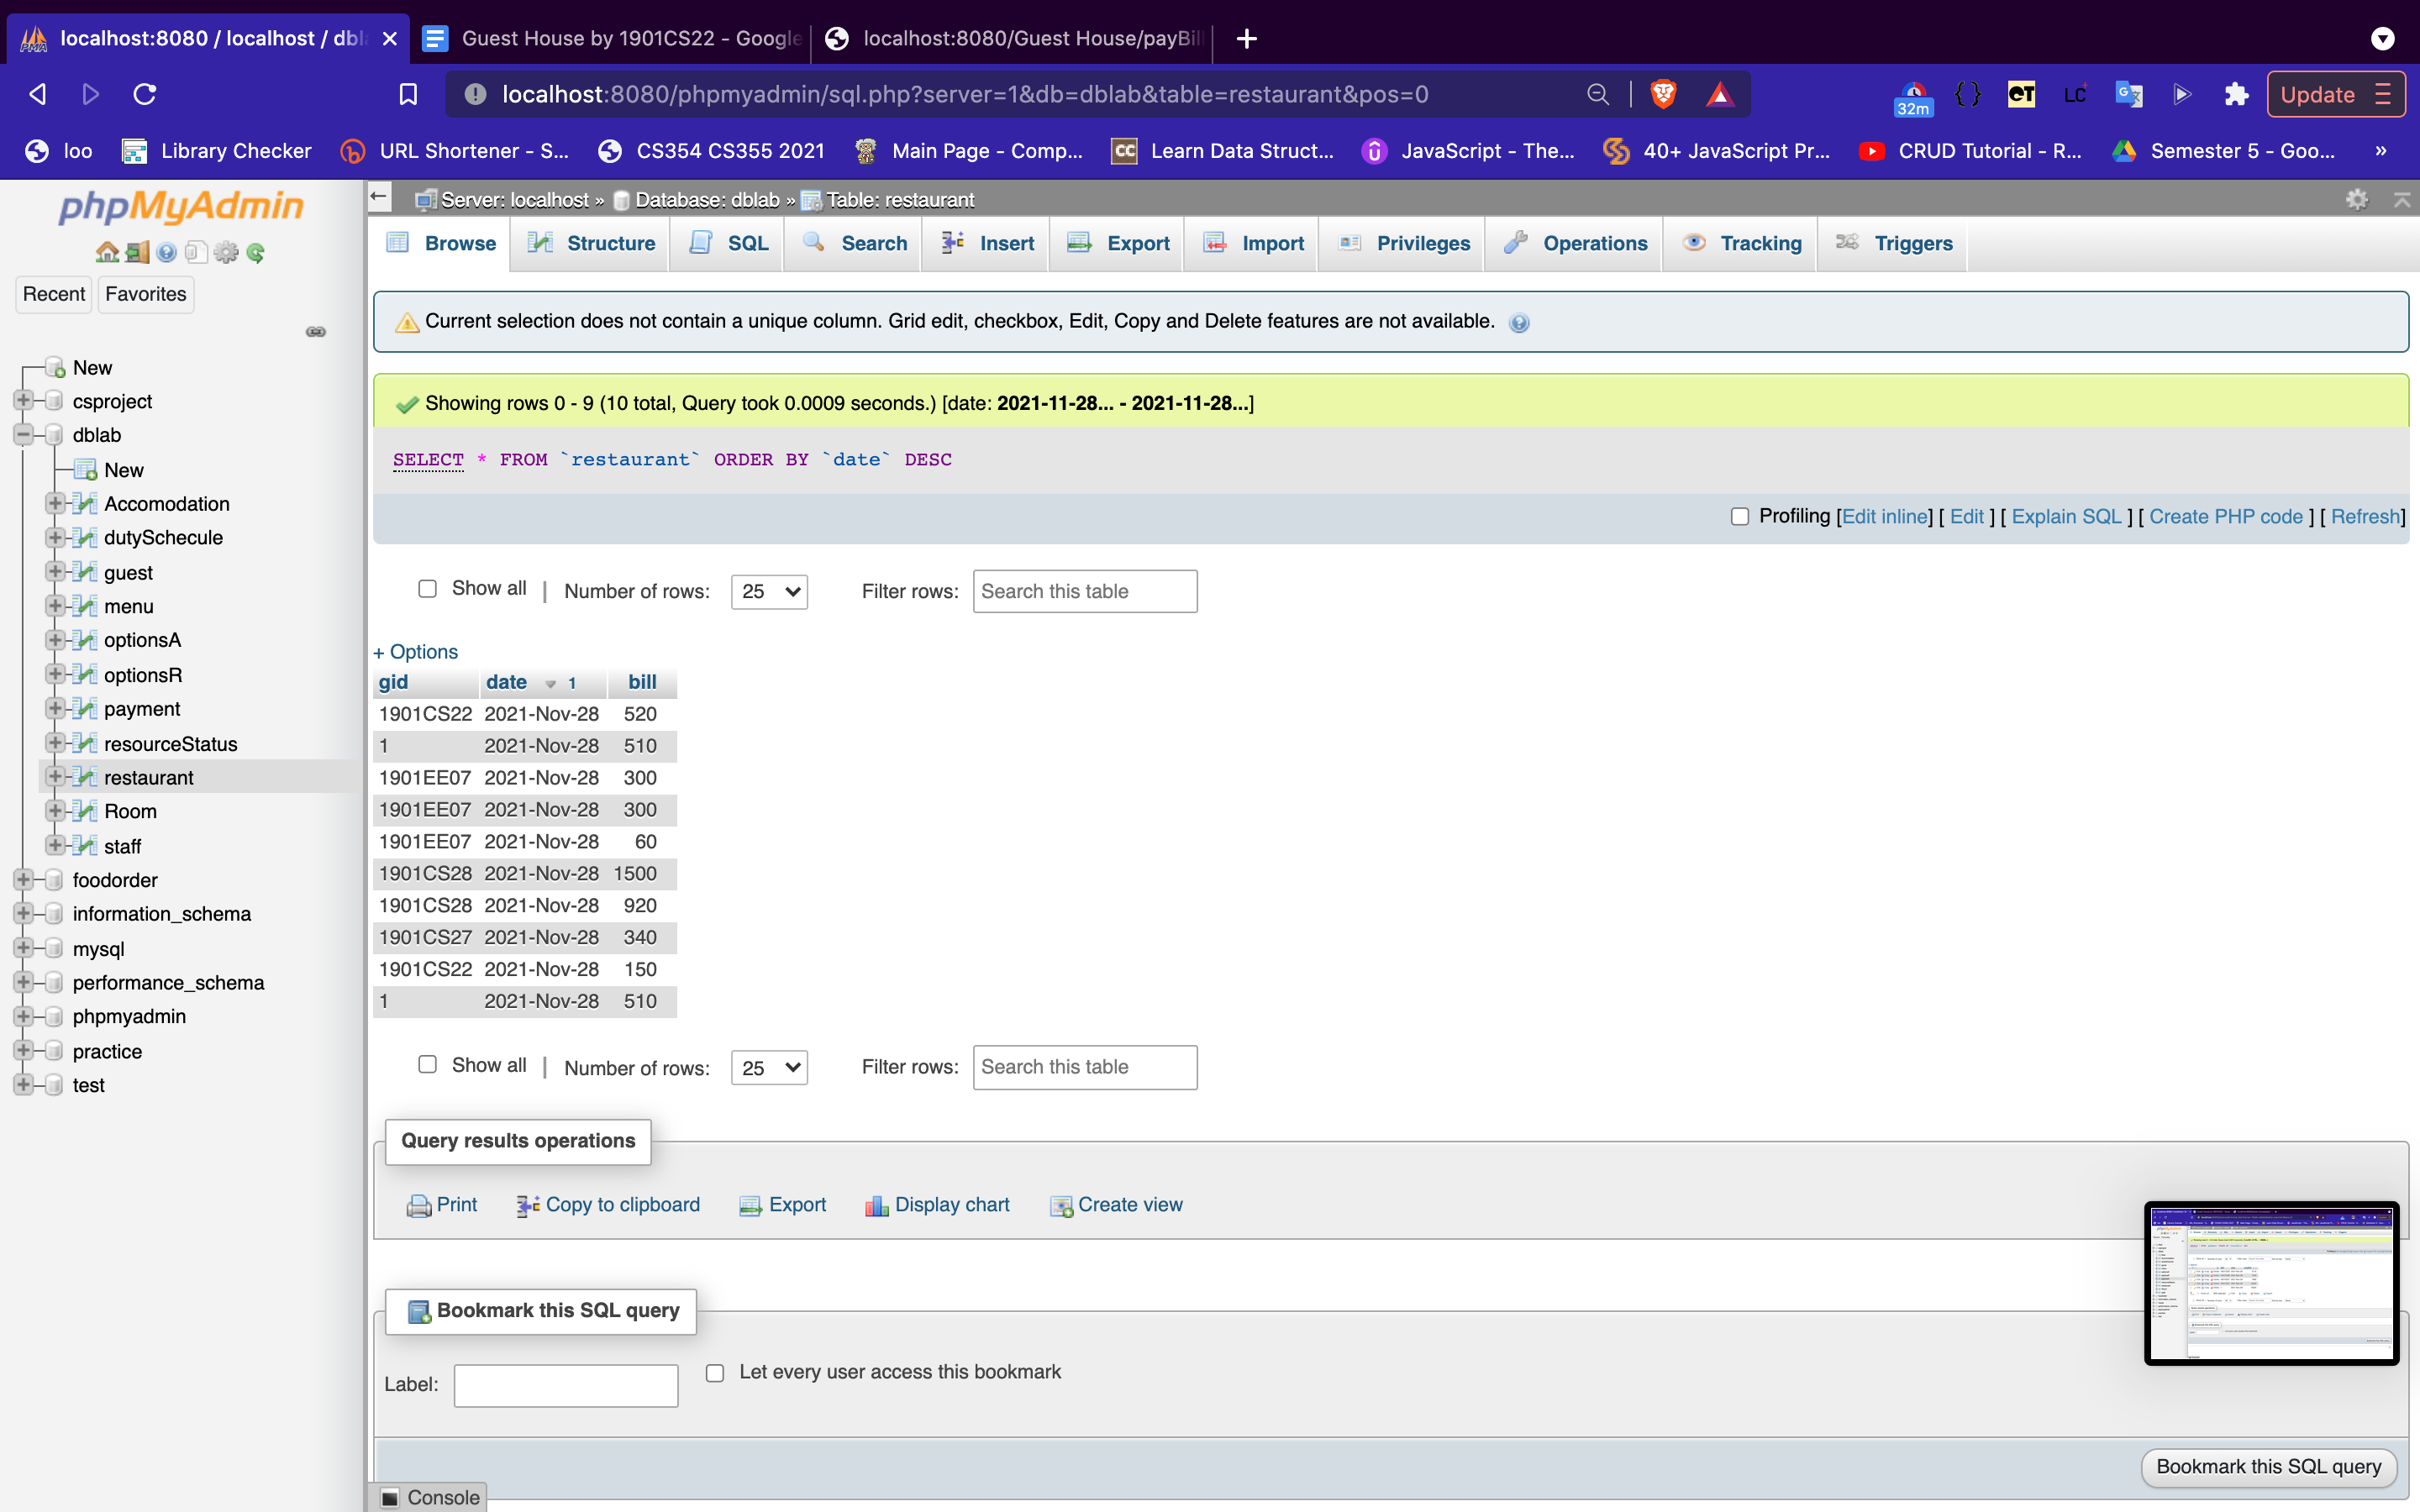 localhost:8080 / localhost / dbl
Guest House by 1901CS22 - Google
localhost:8080/Guest House/payBil
localhost:8080/phpmyadmin/sql.php?server=1&db=dblab&table=restaurant&pos=0
32m
LC
Update
loo
Library Checker
URL Shortener - S...
CS354 CS355 2021
Main Page - Comp...
Learn Data Struct...
JavaScript - The...
40+ JavaScript Pr...
CRUD Tutorial - R...
Semester 5 - Goo...
»
phpMyAdmin
Recent
Favorites
New
csproject
dblab
New
Accomodation
dutySchecule
guest
menu
optionsA
optionsR
payment
resourceStatus
restaurant
Room
staff
foodorder
information_schema
mysql
performance_schema
phpmyadmin
practice
test
Server: localhost » Database: dblab » Table: restaurant
Browse Structure SQL Search Insert Export Import Privileges Operations Tracking Triggers
Current selection does not contain a unique column. Grid edit, checkbox, Edit, Copy and Delete features are not available.
Showing rows 0 - 9 (10 total, Query took 0.0009 seconds.) [date: 2021-11-28... - 2021-11-28...]
SELECT * FROM `restaurant` ORDER BY `date` DESC
Profiling [Edit inline] [ Edit ] [ Explain SQL ] [ Create PHP code ] [ Refresh]
Show all | Number of rows: 25 Filter rows: Search this table
+ Options
gid date 1 bill
1901CS22 2021-Nov-28 520
1 2021-Nov-28 510
1901EE07 2021-Nov-28 300
1901EE07 2021-Nov-28 300
1901EE07 2021-Nov-28 60
1901CS28 2021-Nov-28 1500
1901CS28 2021-Nov-28 920
1901CS27 2021-Nov-28 340
1901CS22 2021-Nov-28 150
1 2021-Nov-28 510
Show all | Number of rows: 25 Filter rows: Search this table
Query results operations
Print Copy to clipboard Export Display chart Create view
Bookmark this SQL query
Label: Let every user access this bookmark
Bookmark this SQL query
Console